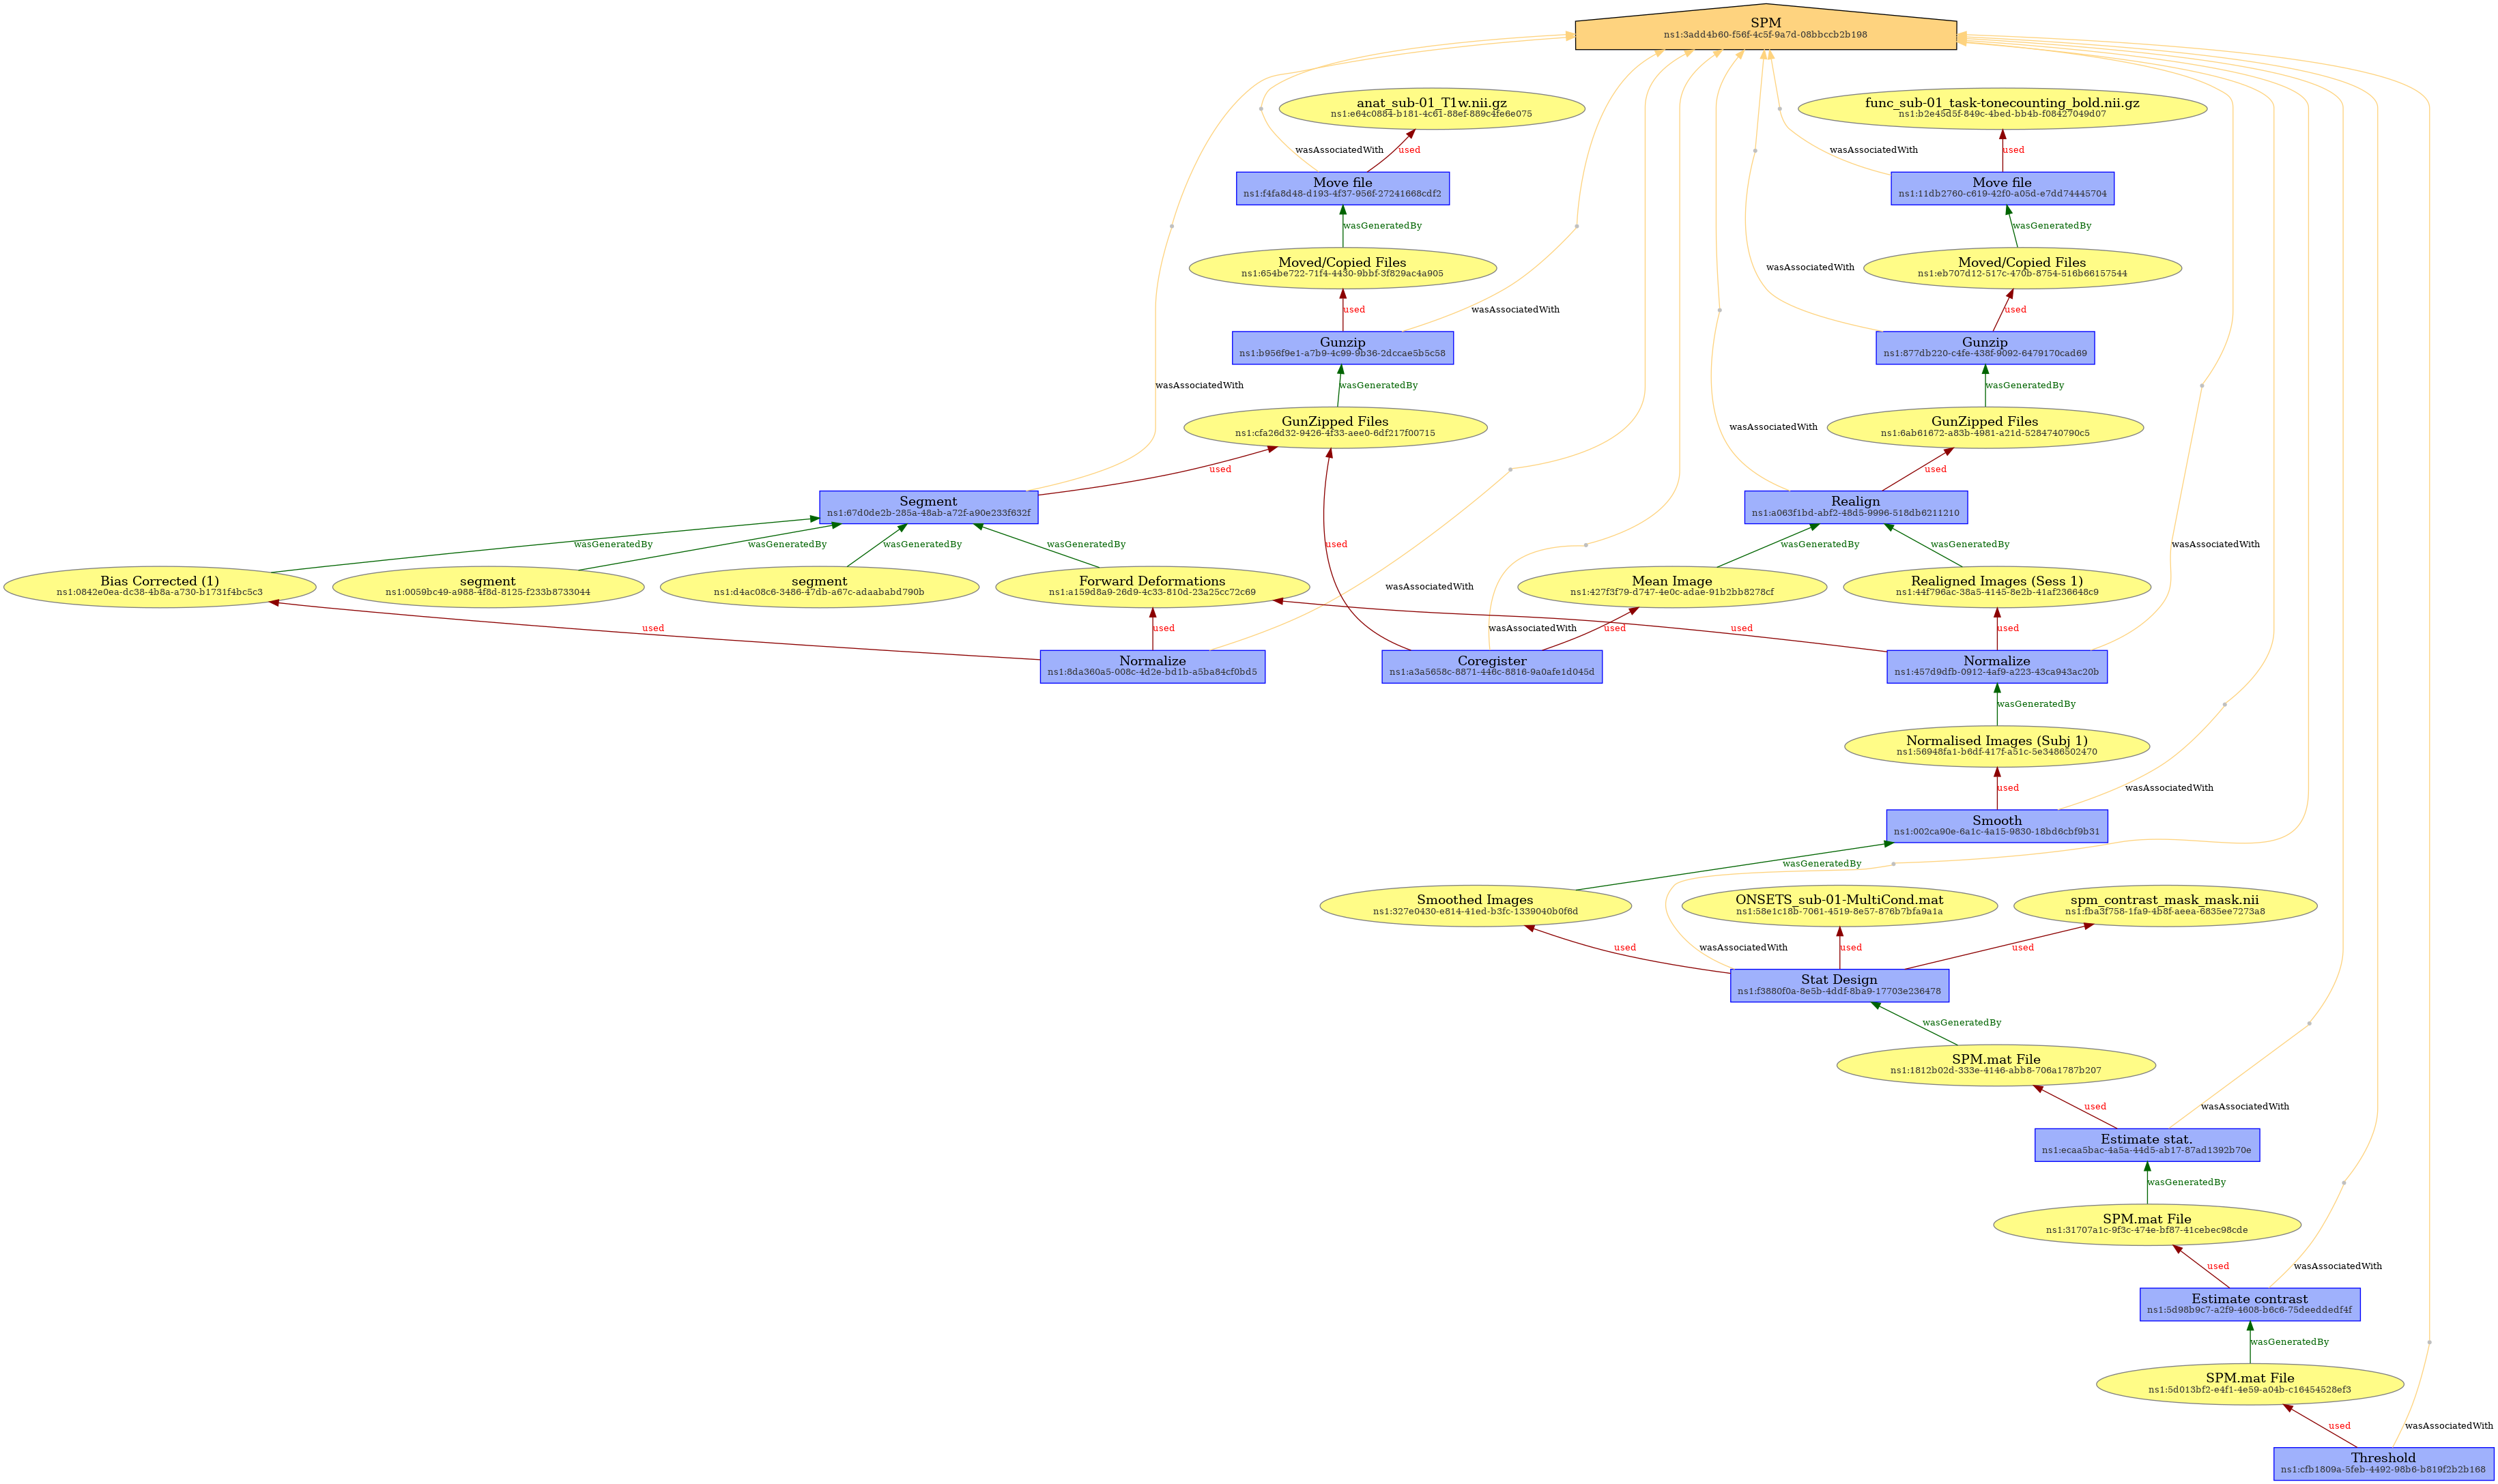 SPM
ns1:3add4b60-f56f-4c5f-9a7d-08bbccb2b198
anat_sub-01_T1w.nii.gz
ns1:e64c0884-b181-4c61-88ef-889c4fe6e075
func_sub-01_task-tonecounting_bold.nii.gz
ns1:b2e45d5f-849c-4bed-bb4b-f08427049d07
wasAssociatedWith
used
wasAssociatedWith
used
Move file
ns1:f4fa8d48-d193-4f37-956f-27241668cdf2
Move file
ns1:11db2760-c619-42f0-a05d-e7dd74445704
wasGeneratedBy
wasGeneratedBy
Moved/Copied Files
ns1:654be722-71f4-4430-9bbf-3f829ac4a905
wasAssociatedWith
Moved/Copied Files
ns1:eb707d12-517c-470b-8754-516b66157544
used
wasAssociatedWith
used
Gunzip
ns1:b956f9e1-a7b9-4c99-9b36-2dccae5b5c58
Gunzip
ns1:877db220-c4fe-438f-9092-6479170cad69
wasAssociatedWith
wasGeneratedBy
wasGeneratedBy
GunZipped Files
ns1:cfa26d32-9426-4f33-aee0-6df217f00715
wasAssociatedWith
GunZipped Files
ns1:6ab61672-a83b-4981-a21d-5284740790c5
used
used
Segment
ns1:67d0de2b-285a-48ab-a72f-a90e233f632f
Realign
ns1:a063f1bd-abf2-48d5-9996-518db6211210
wasGeneratedBy
wasGeneratedBy
wasGeneratedBy
wasGeneratedBy
used
wasGeneratedBy
wasGeneratedBy
wasAssociatedWith
Bias Corrected (1)
ns1:0842e0ea-dc38-4b8a-a730-b1731f4bc5c3
segment
ns1:0059bc49-a988-4f8d-8125-f233b8733044
segment
ns1:d4ac08c6-3486-47db-a67c-adaababd790b
Forward Deformations
ns1:a159d8a9-26d9-4c33-810d-23a25cc72c69
wasAssociatedWith
Mean Image
ns1:427f3f79-d747-4e0c-adae-91b2bb8278cf
Realigned Images (Sess 1)
ns1:44f796ac-38a5-4145-8e2b-41af236648c9
used
used
wasAssociatedWith
used
used
used
Normalize
ns1:8da360a5-008c-4d2e-bd1b-a5ba84cf0bd5
Coregister
ns1:a3a5658c-8871-446c-8816-9a0afe1d045d
Normalize
ns1:457d9dfb-0912-4af9-a223-43ca943ac20b
wasGeneratedBy
Normalised Images (Subj 1)
ns1:56948fa1-b6df-417f-a51c-5e3486502470
used
wasAssociatedWith
Smooth
ns1:002ca90e-6a1c-4a15-9830-18bd6cbf9b31
wasGeneratedBy
Smoothed Images
ns1:327e0430-e814-41ed-b3fc-1339040b0f6d
ONSETS_sub-01-MultiCond.mat
ns1:58e1c18b-7061-4519-8e57-876b7bfa9a1a
spm_contrast_mask_mask.nii
ns1:fba3f758-1fa9-4b8f-aeea-6835ee7273a8
used
wasAssociatedWith
used
used
Stat Design
ns1:f3880f0a-8e5b-4ddf-8ba9-17703e236478
wasGeneratedBy
SPM.mat File
ns1:1812b02d-333e-4146-abb8-706a1787b207
used
wasAssociatedWith
Estimate stat.
ns1:ecaa5bac-4a5a-44d5-ab17-87ad1392b70e
wasGeneratedBy
SPM.mat File
ns1:31707a1c-9f3c-474e-bf87-41cebec98cde
used
wasAssociatedWith
Estimate contrast
ns1:5d98b9c7-a2f9-4608-b6c6-75deeddedf4f
wasGeneratedBy
SPM.mat File
ns1:5d013bf2-e4f1-4e59-a04b-c16454528ef3
used
wasAssociatedWith
Threshold
ns1:cfb1809a-5feb-4492-98b6-b819f2b2b168